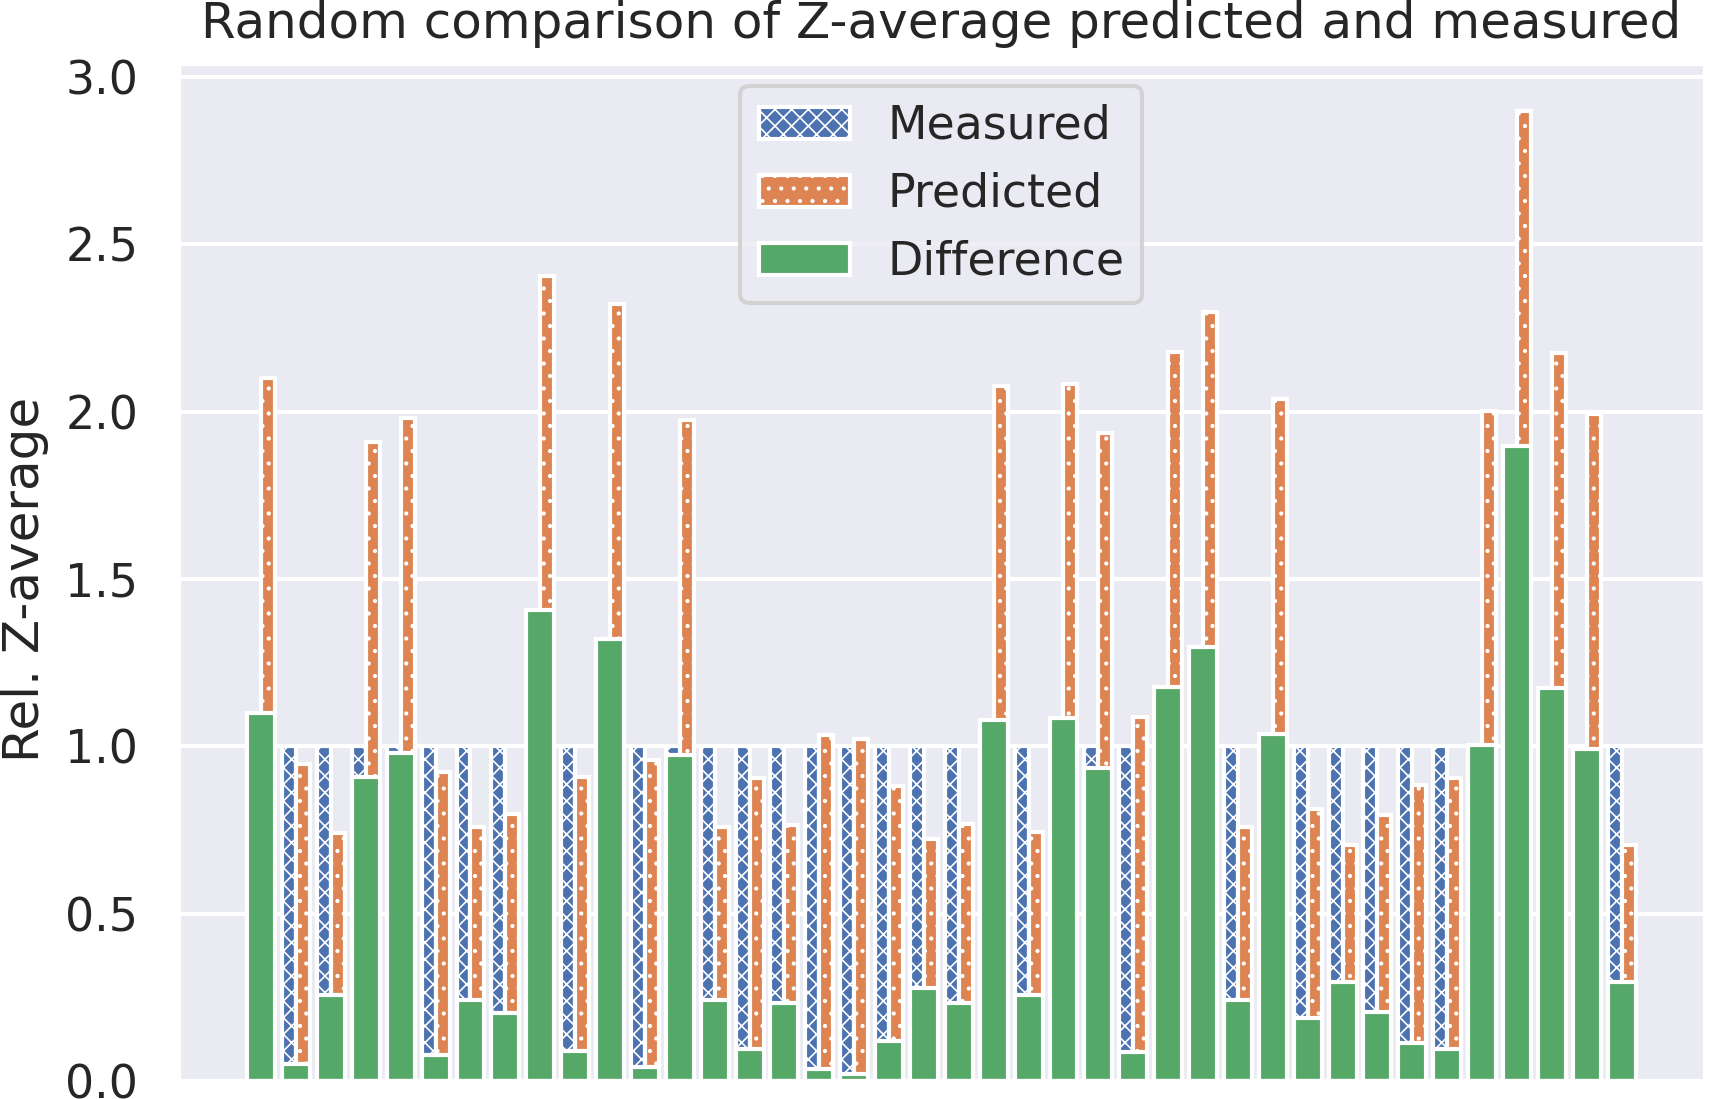 Random comparison of Z-average predicted and measured
3.0
2.5
2.0
1.5
1.0
0.5
0.0
Rel. Z-average
Measured
Predicted
Difference